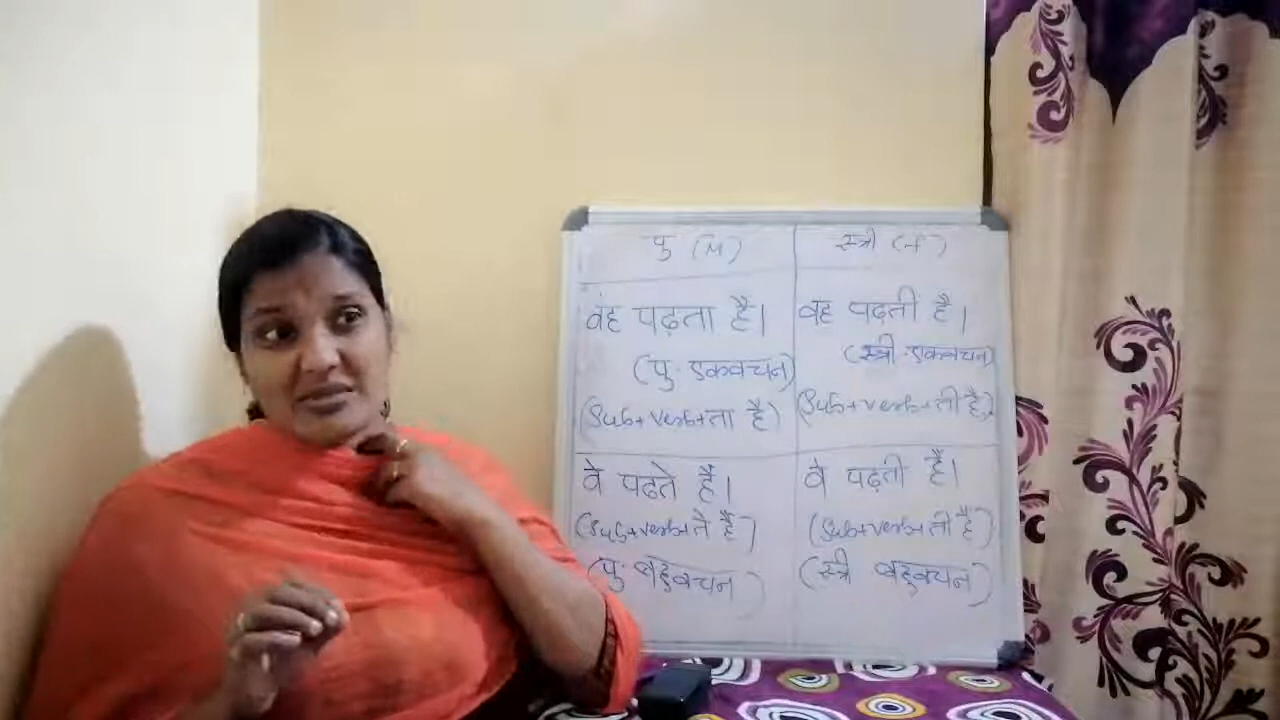 पु (M)
स्त्री (f)
वह पढ़ता है।
(पु. एकवचन)
(Sub+verb+ता है)
वह पढ़ती है।
(स्त्री. एकवचन)
(Sub+verb+ती है)
वे पढते हैं।
(Sub+verb+ते हैं)
(पु. बहुवचन)
वे पढ़ती हैं।
(Sub+verb+ती हैं)
(स्त्री बहुवचन)